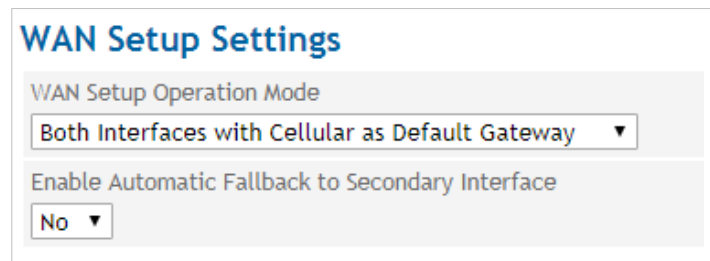 WAN Setup Settings
WAN Setup Operation Mode
Both Interfaces with Cellular as Default Gateway
Enable Automatic Fallback to Secondary Interface
No